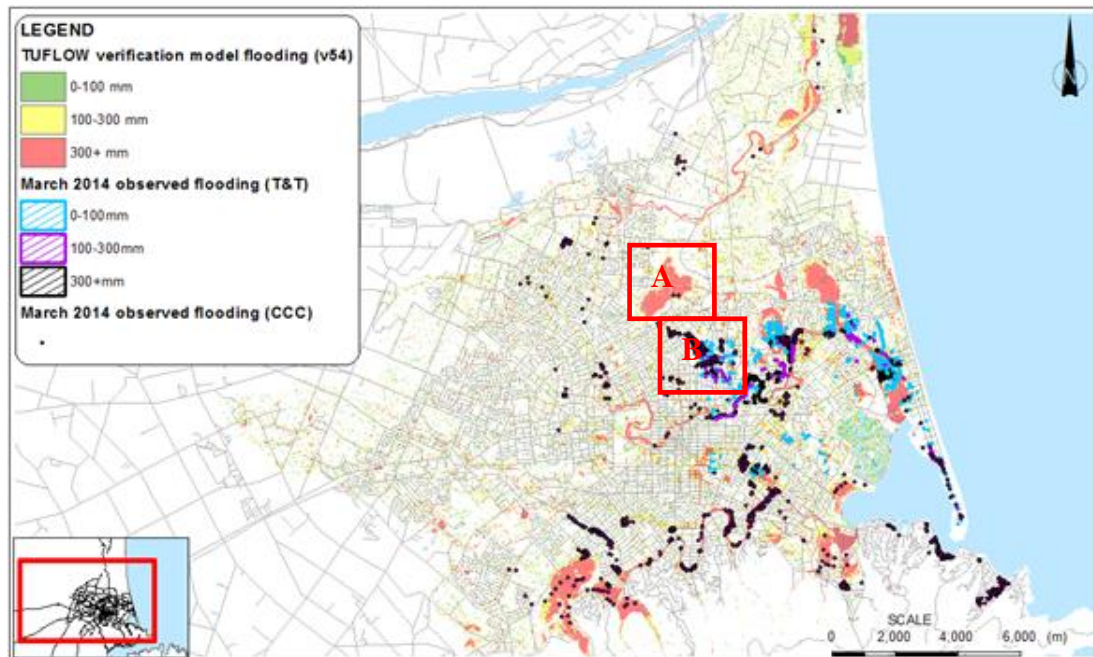 LEGEND
TUFLOW verification model flooding (v54)
0-100 mm
100-300 mm
300+ mm
March 2014 observed flooding (T&T)
0-100mm
100-300mm
300+mm
March 2014 observed flooding (CCC)
N
A
B
SCALE
0 2,000 4,000 6,000 (m)